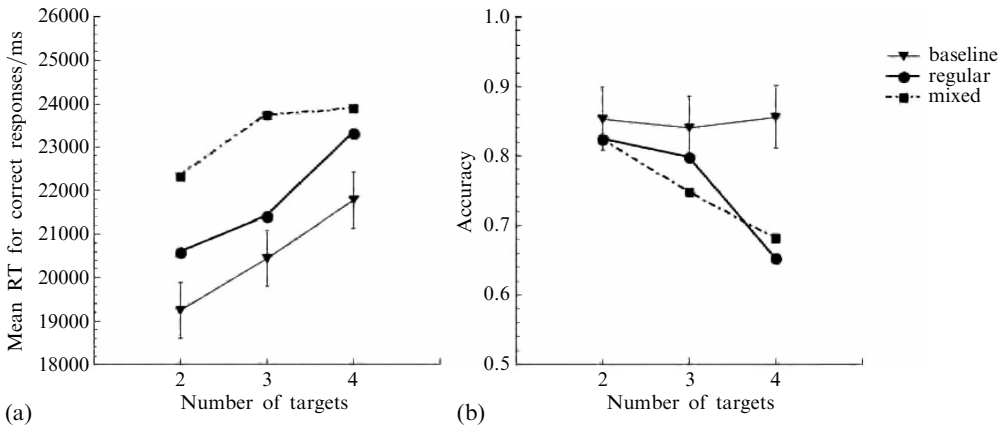 26000
25000
24000
23000
22000
21000
20000
19000
18000
Mean RT for correct responses/ms
2 3 4
Number of targets
(a)
1.0
0.9
0.8
0.7
0.6
0.5
Accuracy
2 3 4
Number of targets
(b)
baseline
regular
mixed